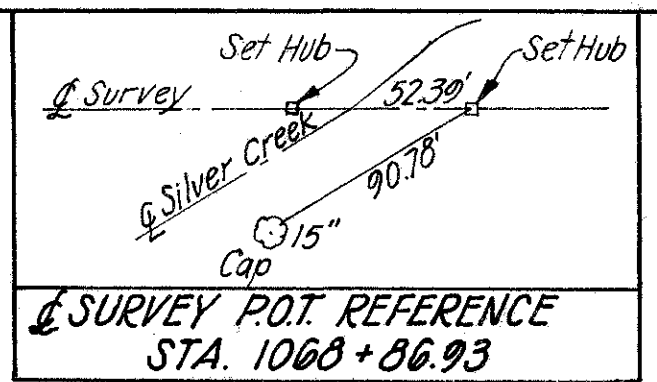 Set Hub
Set Hub
℄ Survey
52.39'
℄ Silver Creek
90.78'
15"
Cap
℄ SURVEY P.O.T. REFERENCE
STA. 1068+86.93